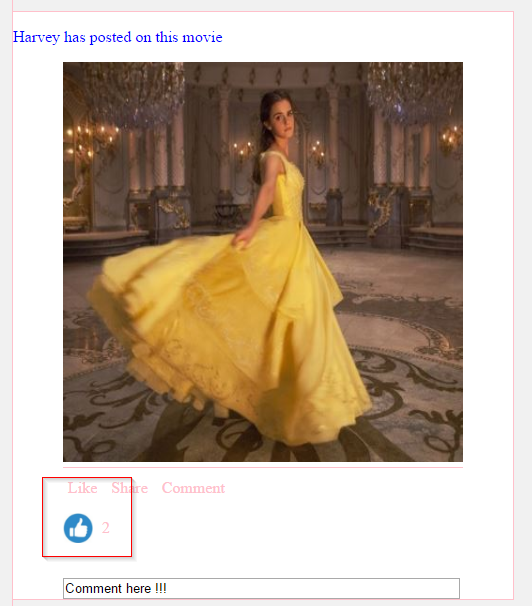 Harvey has posted on this movie
Like Share Comment
2
Comment here !!!